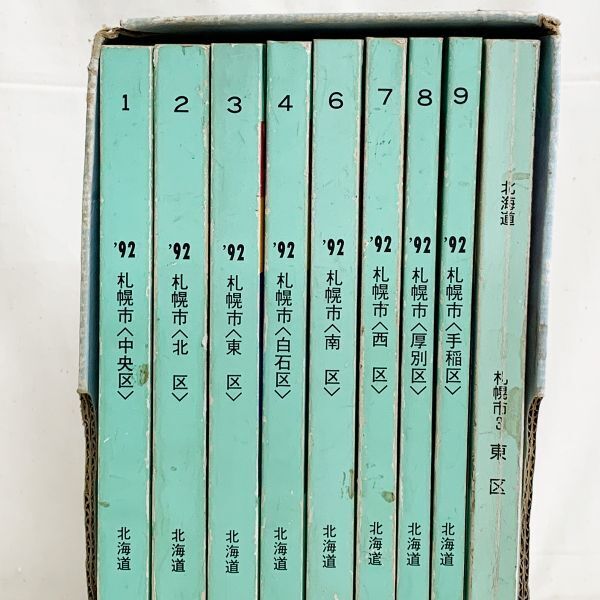 1
'92
札幌市〈中央区〉
北海道
2
'92
札幌市〈北 区〉
北海道
3
'92
札幌市〈東 区〉
北海道
4
'92
札幌市〈白石区〉
北海道
6
'92
札幌市〈南 区〉
北海道
7
'92
札幌市〈西 区〉
北海道
8
'92
札幌市〈厚別区〉
北海道
9
'92
札幌市〈手稲区〉
北海道
北海道
札幌市3 東 区